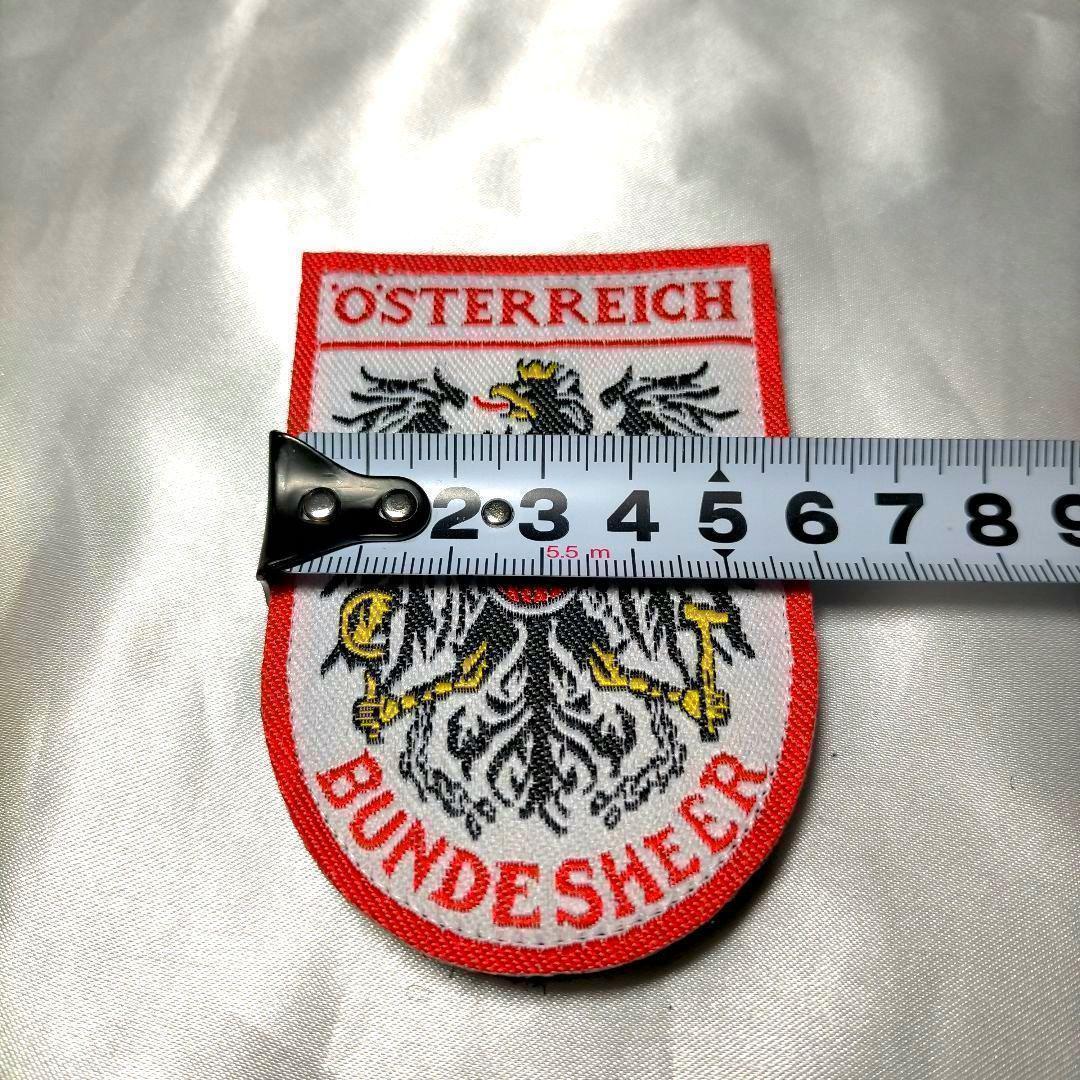 ÖSTERREICH
2 3 4 5 6 7 8 9
5.5 m
BUNDESHEER